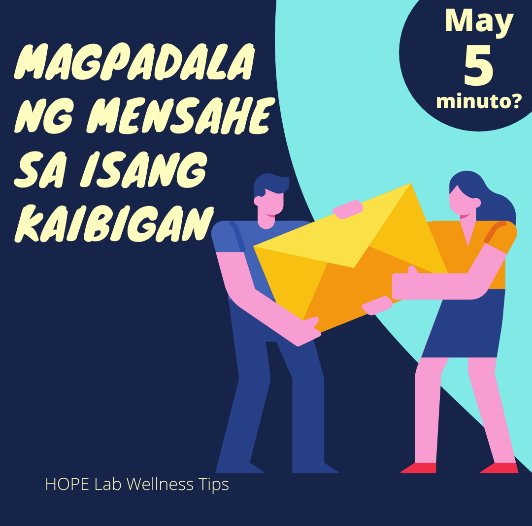 May
5
minuto?
MAGPADALA
NG MENSAHE
SA ISANG
KAIBIGAN
HOPE Lab Wellness Tips